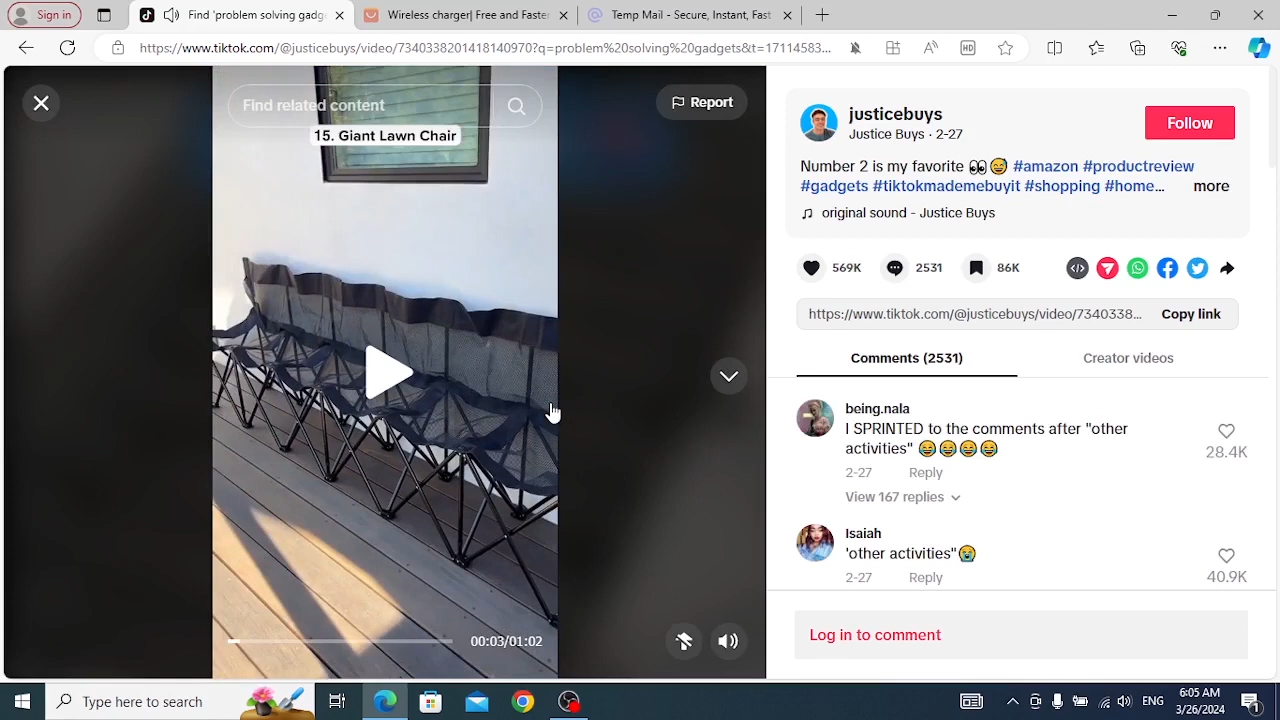 Sign in
Find 'problem solving gadg
Wireless charger| Free and Faster
Temp Mail - Secure, Instant, Fast
https://www.tiktok.com/@justicebuys/video/7340338201418140970?q=problem%20solving%20gadgets&t=17114583...
Find related content
Report
15. Giant Lawn Chair
00:03/01:02
justicebuys
Justice Buys · 2-27
Follow
Number 2 is my favorite 👀😅 #amazon #productreview
#gadgets #tiktokmademebuyit #shopping #home...
more
♫ original sound - Justice Buys
569K
2531
86K
https://www.tiktok.com/@justicebuys/video/7340338...
Copy link
Comments (2531)
Creator videos
being.nala
I SPRINTED to the comments after "other
activities" 😂😂😂😂
28.4K
2-27 Reply
View 167 replies
Isaiah
'other activities"😭
2-27 Reply
40.9K
Log in to comment
Type here to search
ENG
6:05 AM
3/26/2024
1